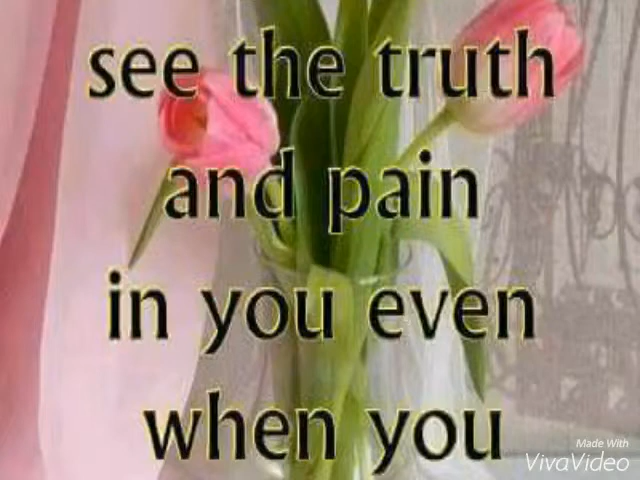 see the truth
and pain
in you even
when you
Made With
VivaVideo